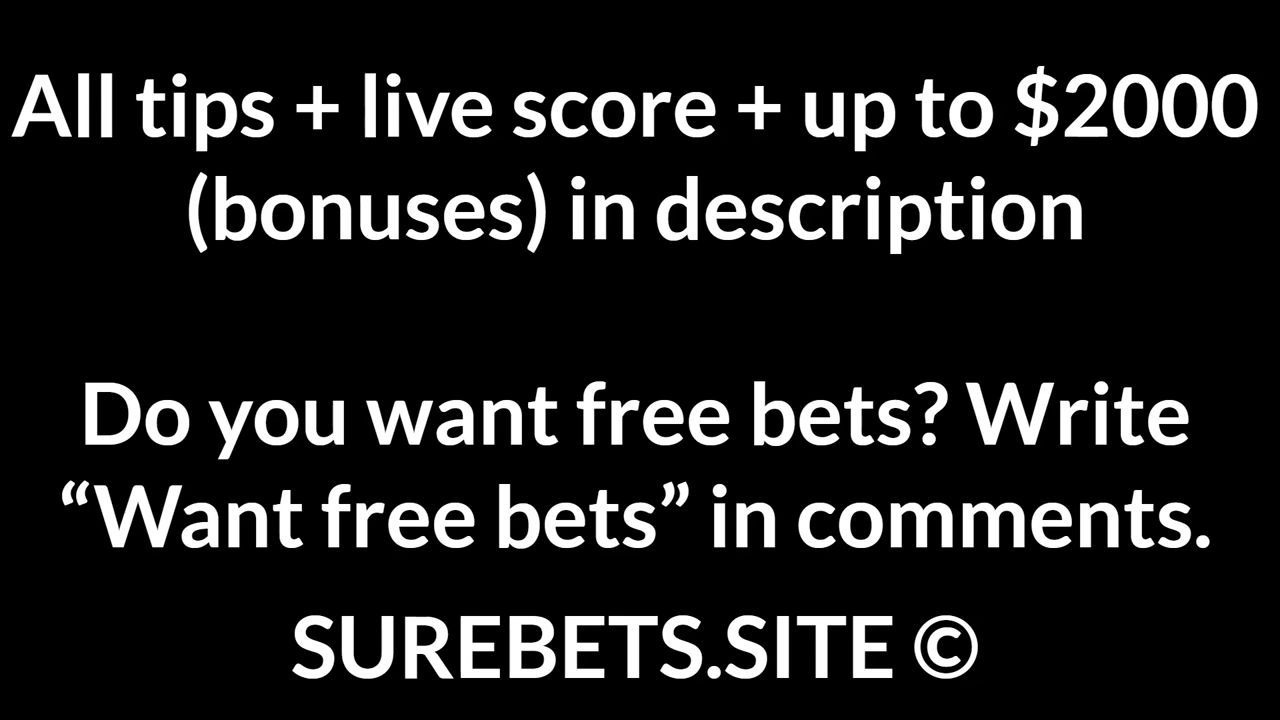 All tips + live score + up to $2000
(bonuses) in description
Do you want free bets? Write
“Want free bets” in comments.
SUREBETS.SITE ©